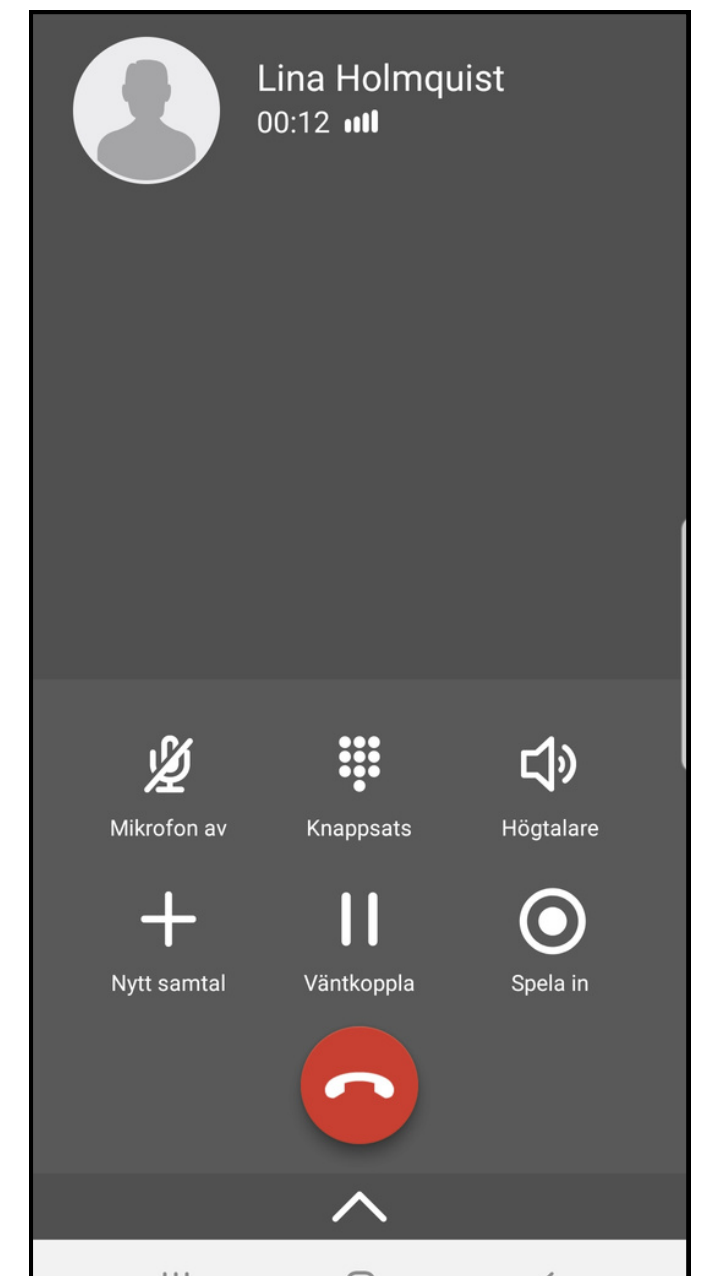 Lina Holmquist
00:12
Mikrofon av
Knappsats
Högtalare
Nytt samtal
Väntkoppla
Spela in